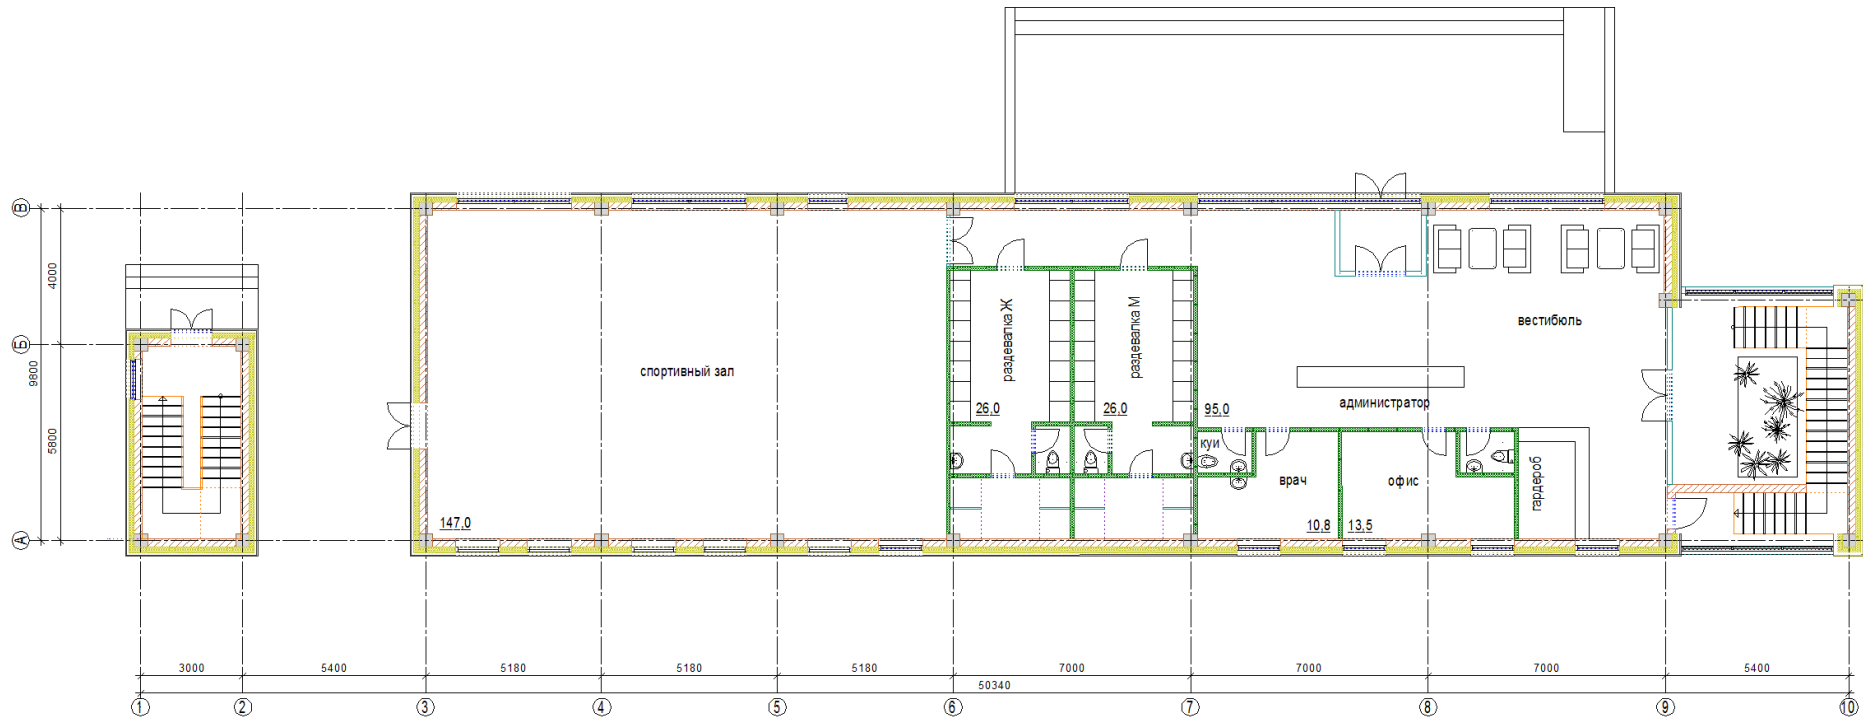 В
Б
А
4000
9800
5800
спортивный зал
147,0
раздевалка Ж
26,0
раздевалка М
26,0
95,0
вестибюль
администратор
куи
врач
10,8
офис
13,5
гардероб
3000
5400
5180
5180
5180
7000
7000
7000
5400
50340
1
2
3
4
5
6
7
8
9
10